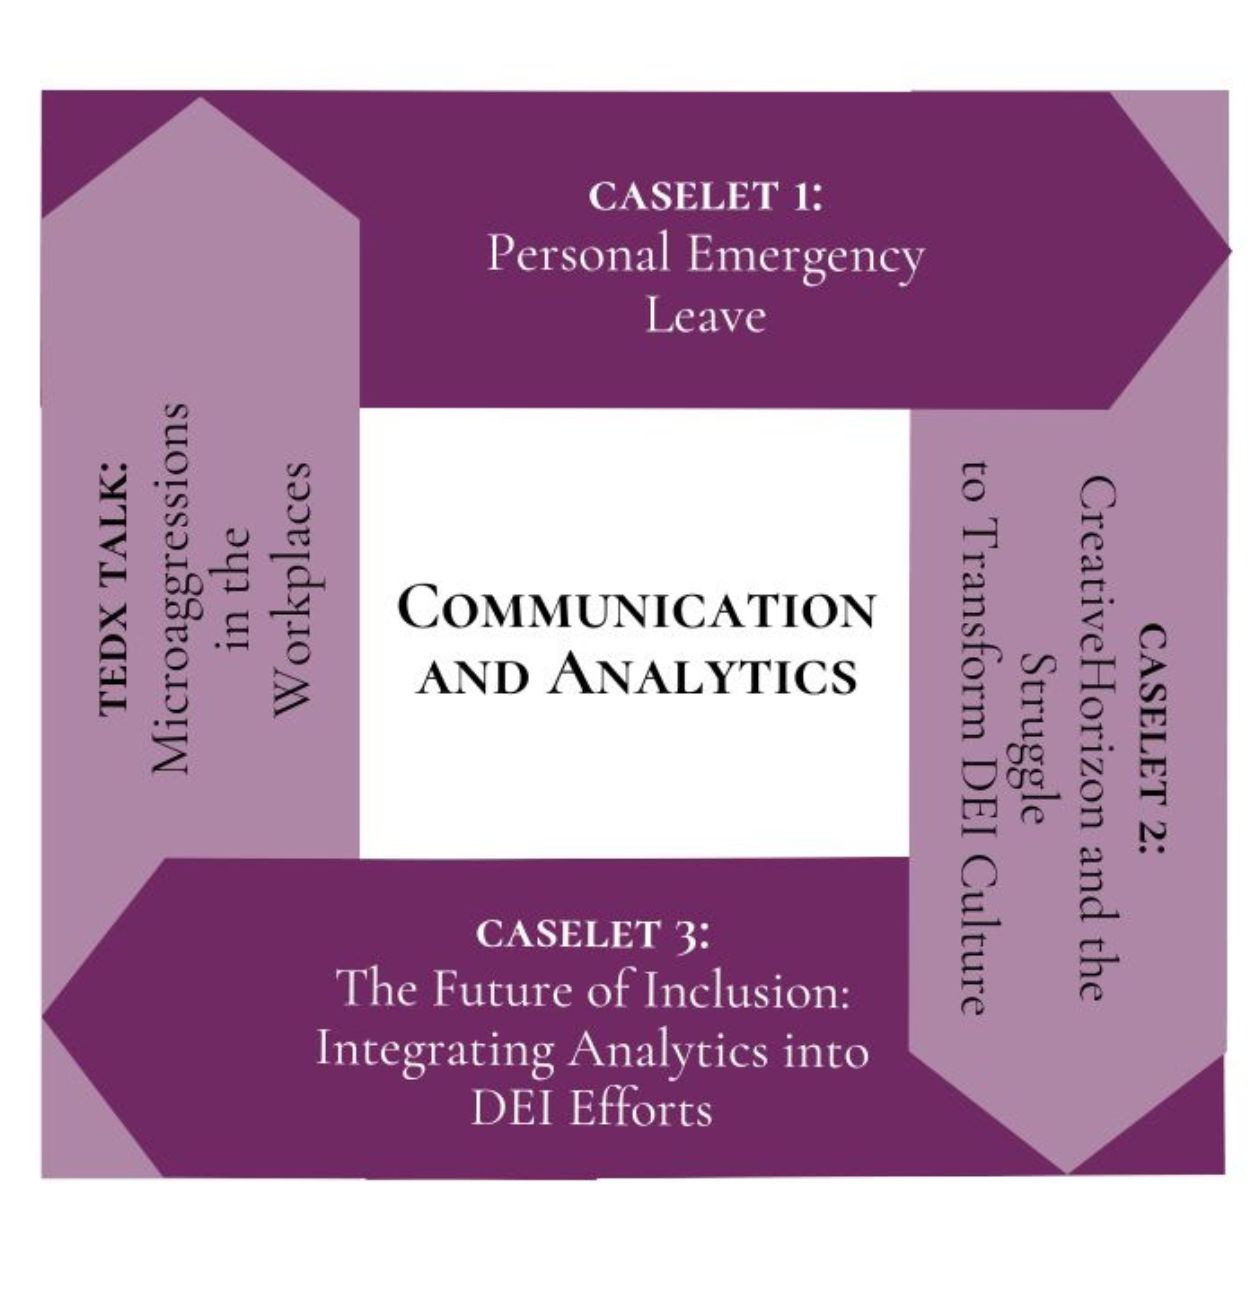 CASELET 1:
Personal Emergency
Leave
CASELET 2:
CreativeHorizon and the
Struggle
to Transform DEI Culture
CASELET 3:
The Future of Inclusion:
Integrating Analytics into
DEI Efforts
TEDX TALK:
Microaggressions
in the
Workplaces
COMMUNICATION
AND ANALYTICS